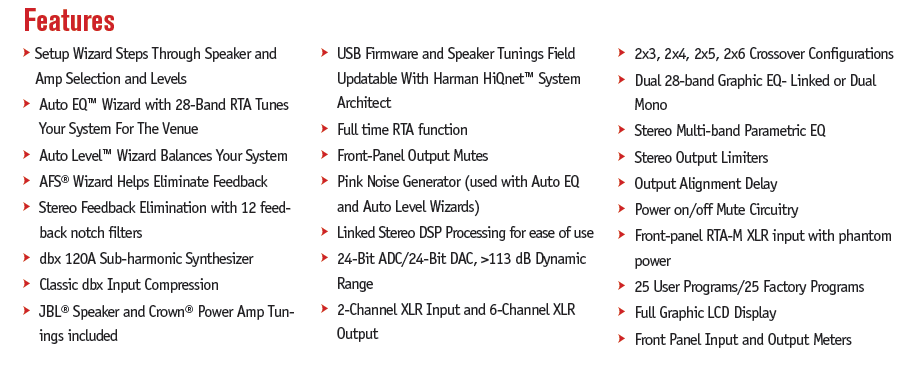 Features
Setup Wizard Steps Through Speaker and
Amp Selection and Levels
Auto EQ™ Wizard with 28-Band RTA Tunes
Your System For The Venue
Auto Level™ Wizard Balances Your System
AFS® Wizard Helps Eliminate Feedback
Stereo Feedback Elimination with 12 feed-
back notch filters
dbx 120A Sub-harmonic Synthesizer
Classic dbx Input Compression
JBL® Speaker and Crown® Power Amp Tun-
ings included
USB Firmware and Speaker Tunings Field
Updatable With Harman HiQnet™ System
Architect
Full time RTA function
Front-Panel Output Mutes
Pink Noise Generator (used with Auto EQ
and Auto Level Wizards)
Linked Stereo DSP Processing for ease of use
24-Bit ADC/24-Bit DAC, >113 dB Dynamic
Range
2-Channel XLR Input and 6-Channel XLR
Output
2x3, 2x4, 2x5, 2x6 Crossover Configurations
Dual 28-band Graphic EQ- Linked or Dual
Mono
Stereo Multi-band Parametric EQ
Stereo Output Limiters
Output Alignment Delay
Power on/off Mute Circuitry
Front-panel RTA-M XLR input with phantom
power
25 User Programs/25 Factory Programs
Full Graphic LCD Display
Front Panel Input and Output Meters